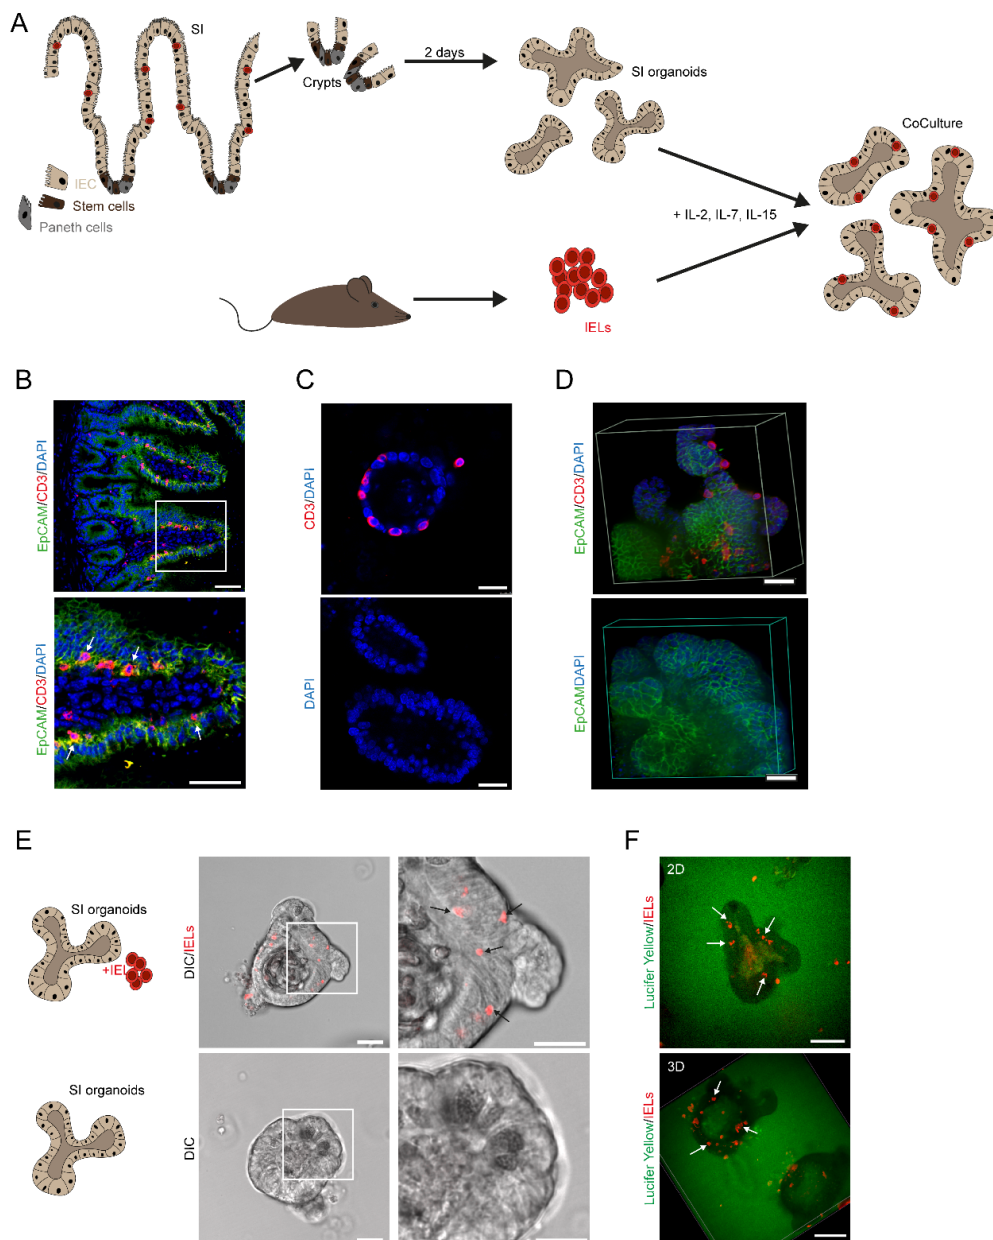 A
SI
Crypts
2 days
SI organoids
CoCulture
IEC
Stem cells
Paneth cells
+ IL-2, IL-7, IL-15
IELs
B
C
D
EpCAM/CD3/DAPI
CD3/DAPI
EpCAM/CD3/DAPI
EpCAM/CD3/DAPI
DAPI
EpCAMDAPI
E
F
SI organoids
+IEL
DIC/IELs
2D
Lucifer Yellow/IELs
SI organoids
DIC
3D
Lucifer Yellow/IELs